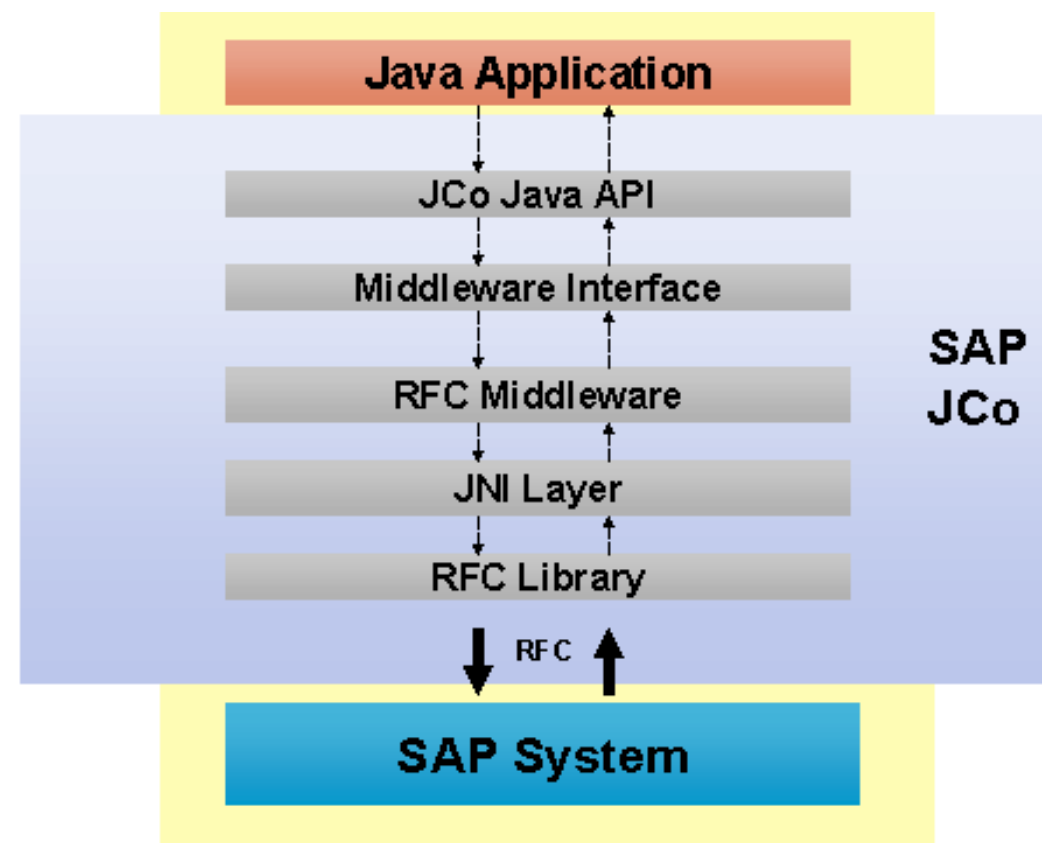 Java Application
JCo Java API
Middleware Interface
RFC Middleware
SAP
JCo
JNI Layer
RFC Library
RFC
SAP System